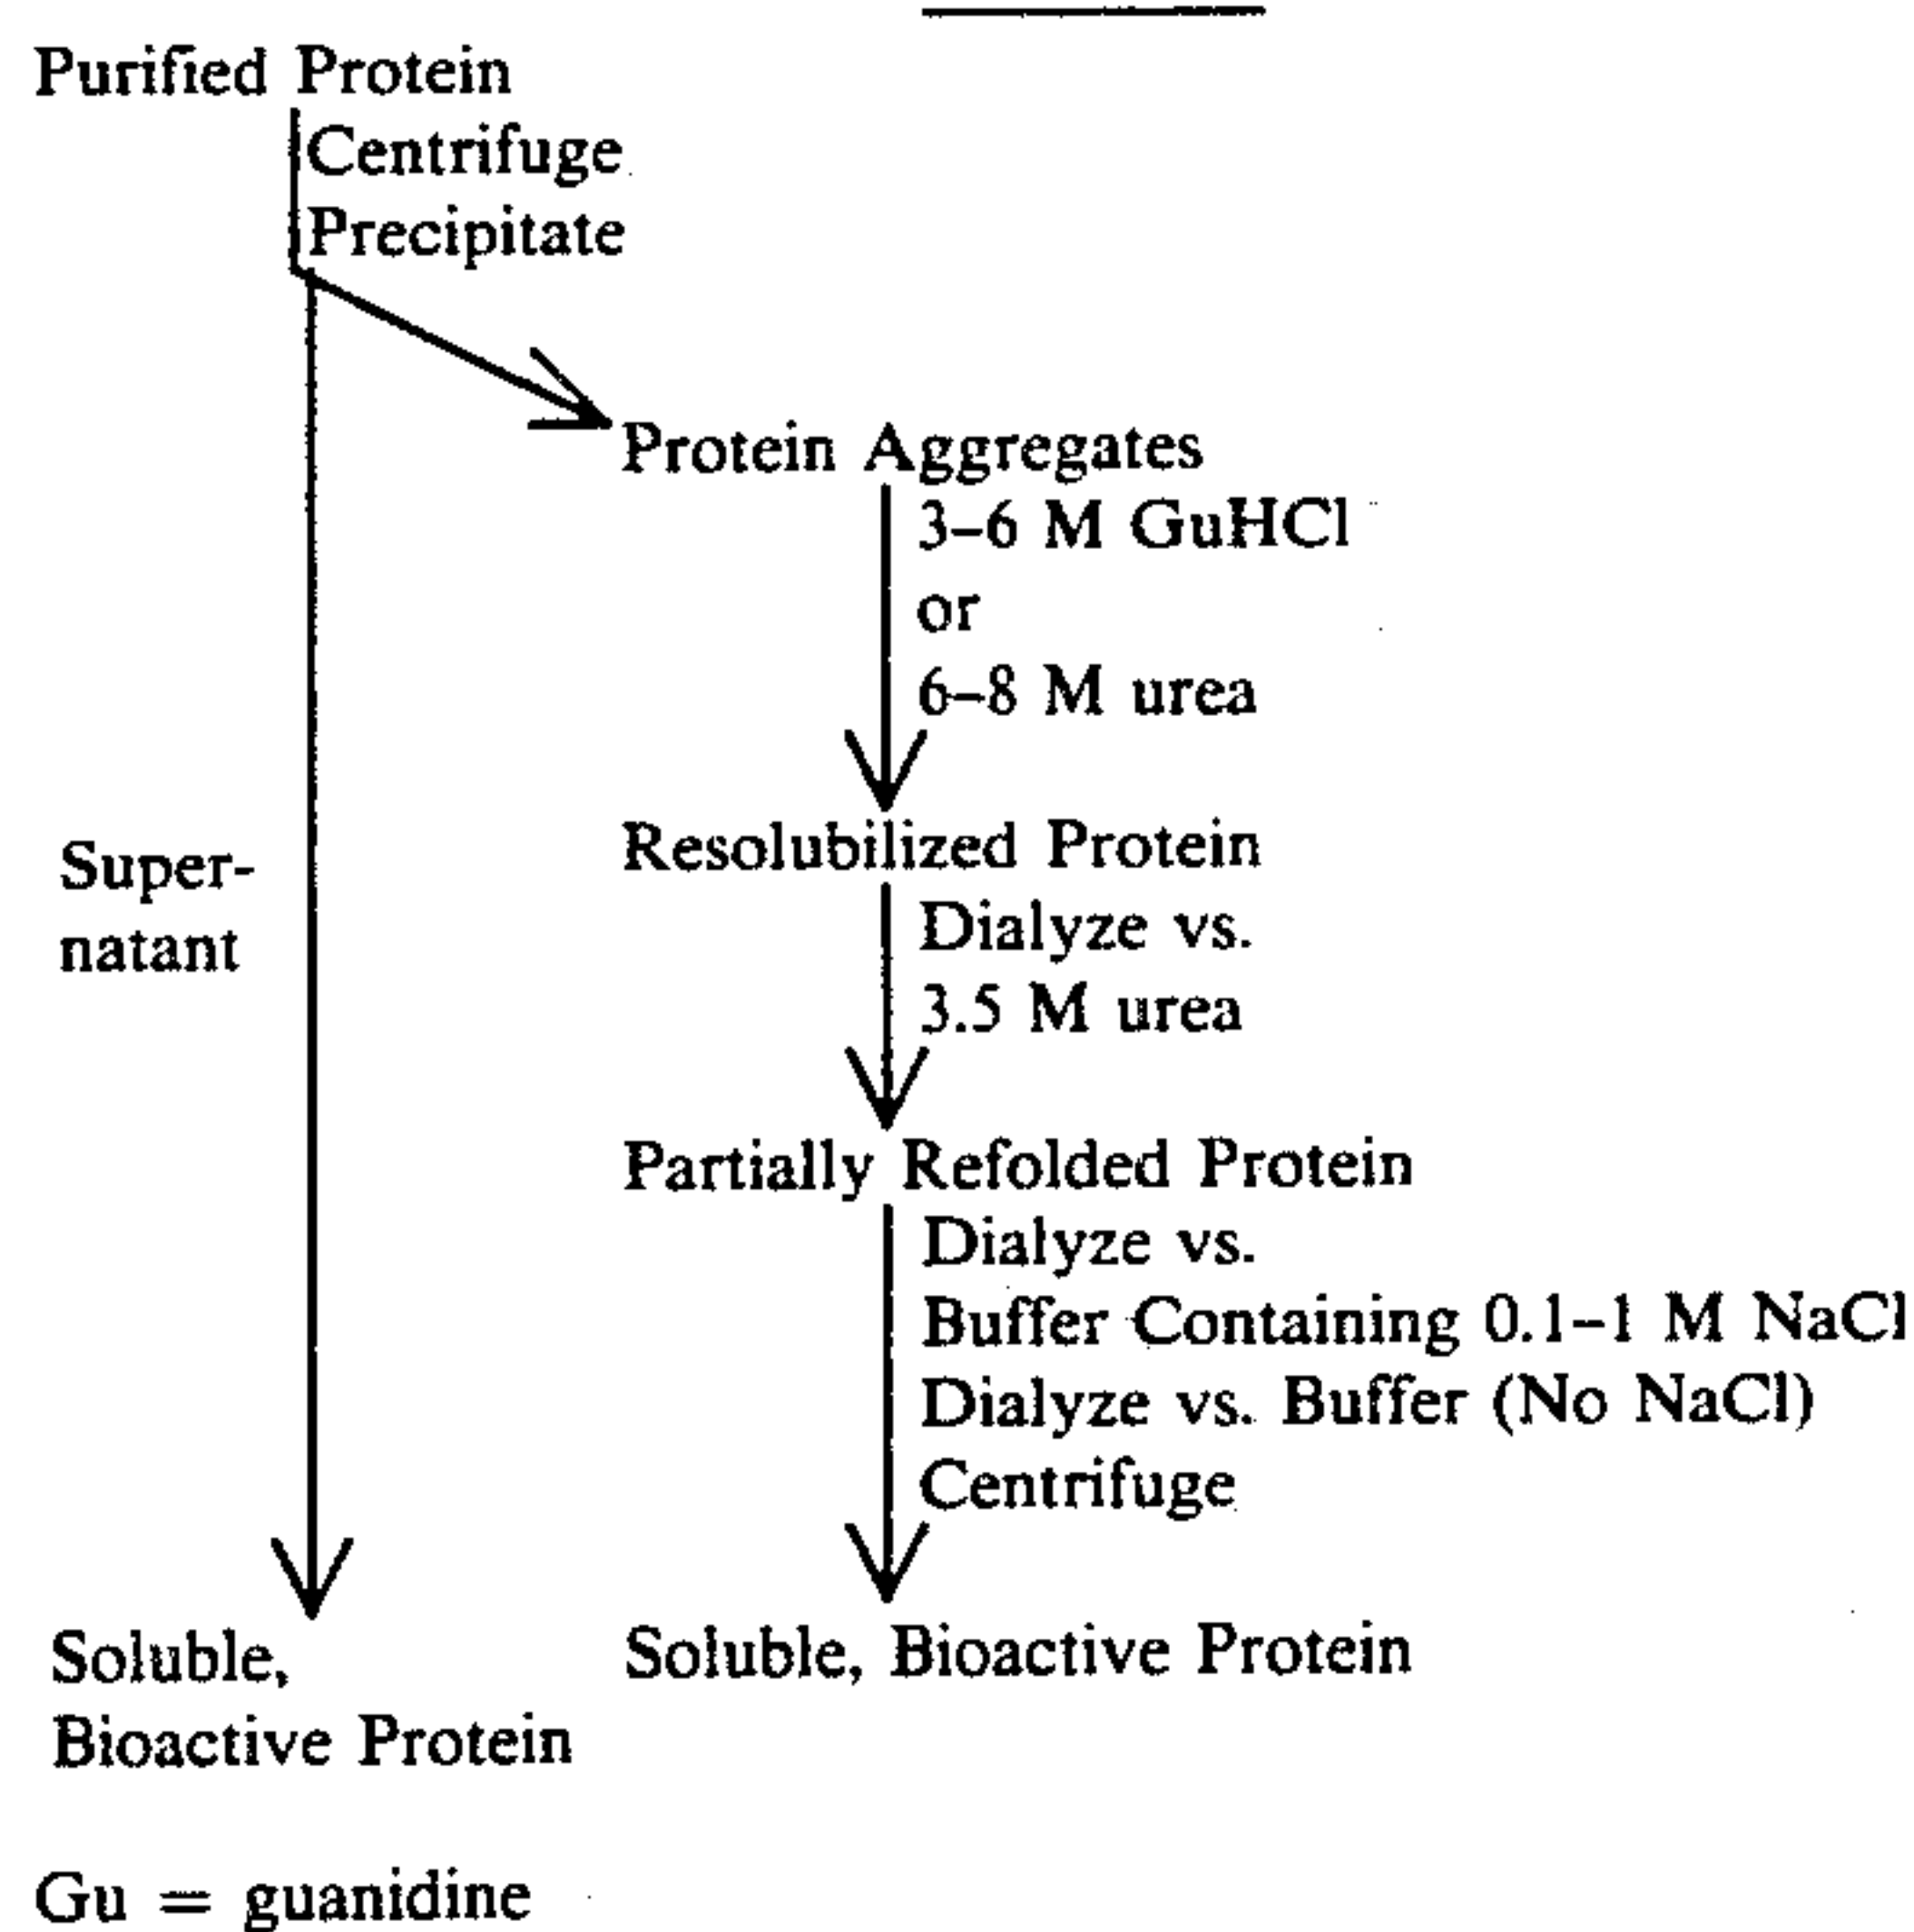 Purified Protein
Centrifuge
Precipitate
Protein Aggregates
3–6 M GuHCl
or
6–8 M urea
Super-
natant
Resolubilized Protein
Dialyze vs.
3.5 M urea
Partially Refolded Protein
Dialyze vs.
Buffer Containing 0.1–1 M NaCl
Dialyze vs. Buffer (No NaCl)
Centrifuge
Soluble,
Bioactive Protein
Soluble, Bioactive Protein
Gu = guanidine